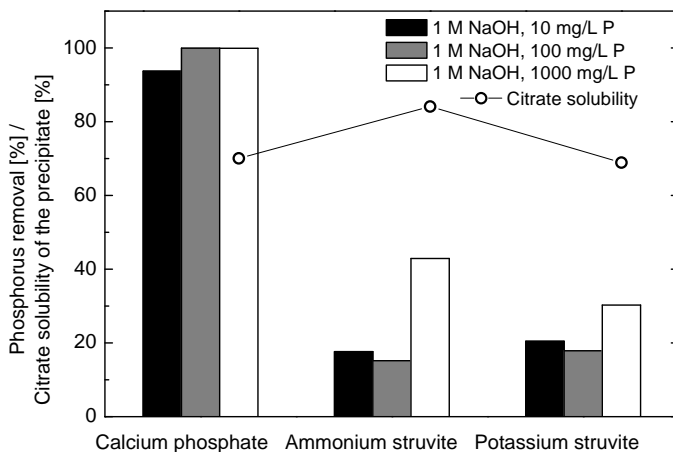 Phosphorus removal [%] /
Citrate solubility of the precipitate [%]
100
80
60
40
20
0
1 M NaOH, 10 mg/L P
1 M NaOH, 100 mg/L P
1 M NaOH, 1000 mg/L P
Citrate solubility
Calcium phosphate
Ammonium struvite
Potassium struvite